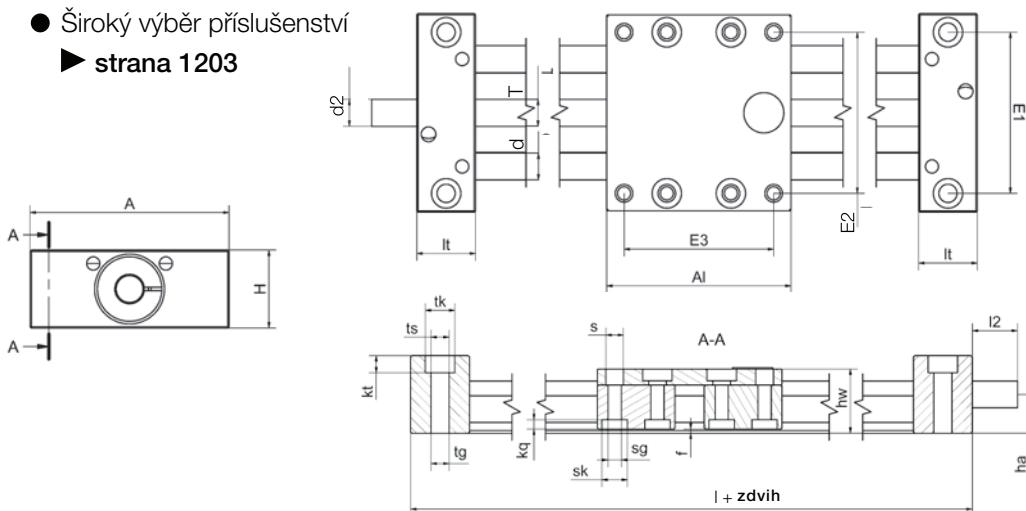 ● Široký výběr příslušenství
▶ strana 1203
d2
T
L
d
E1
E2
E3
Al
lt
lt
A
A
A
H
A-A
tk
ts
kt
tg
s
kq
sk
sg
f
hw
l2
ha
l + zdvih